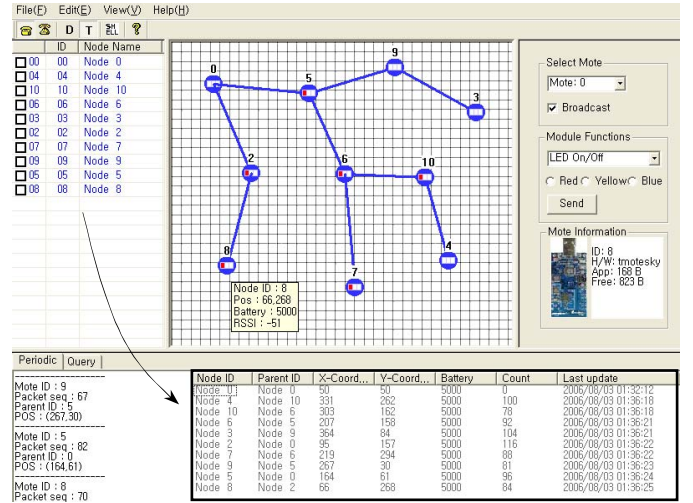 File(F) Edit(E) View(V) Help(H)
D T SH ELL ?
ID Node Name
00 00 Node 0
04 04 Node 4
10 10 Node 10
06 06 Node 6
03 03 Node 3
02 02 Node 2
07 07 Node 7
09 09 Node 9
05 05 Node 5
08 08 Node 8
0
5
9
3
2
6
10
8
7
4
Node ID : 8
Pos : 66,268
Battery : 5000
RSSI : -51
Select Mote
Mote: 0
Broadcast
Module Functions
LED On/Off
Red Yellow Blue
Send
Mote Information
ID: 8
H/W: tmotesky
App: 168 B
Free: 823 B
Periodic Query
------------------
Mote ID : 9
Packet seq : 67
Parent ID : 5
POS : (267,30)
------------------
Mote ID : 5
Packet seq : 82
Parent ID : 0
POS : (164,61)
------------------
Mote ID : 8
Packet seq : 70
Node ID Parent ID X-Coord... Y-Coord... Battery Count Last update
Node 0 Node 0 50 50 5000 0 2006/08/03 01:32:12
Node 4 Node 10 331 262 5000 100 2006/08/03 01:36:18
Node 10 Node 6 303 162 5000 78 2006/08/03 01:36:18
Node 6 Node 5 207 158 5000 92 2006/08/03 01:36:21
Node 3 Node 9 364 84 5000 104 2006/08/03 01:36:21
Node 2 Node 0 95 157 5000 116 2006/08/03 01:36:22
Node 7 Node 6 219 294 5000 88 2006/08/03 01:36:22
Node 9 Node 5 267 30 5000 81 2006/08/03 01:36:23
Node 5 Node 0 164 61 5000 96 2006/08/03 01:36:24
Node 8 Node 2 66 268 5000 84 2006/08/03 01:36:25